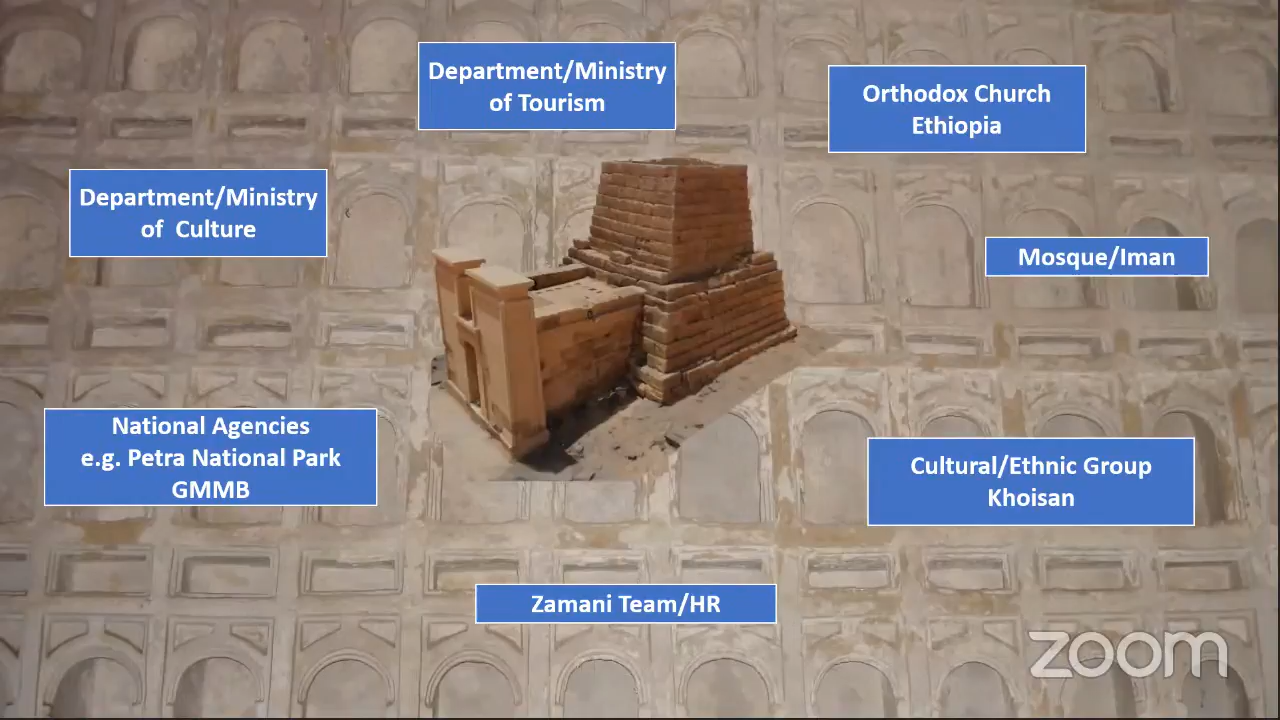 Department/Ministry
of Tourism
Orthodox Church
Ethiopia
Department/Ministry
of Culture
Mosque/Iman
National Agencies
e.g. Petra National Park
GMMB
Cultural/Ethnic Group
Khoisan
Zamani Team/HR
zoom